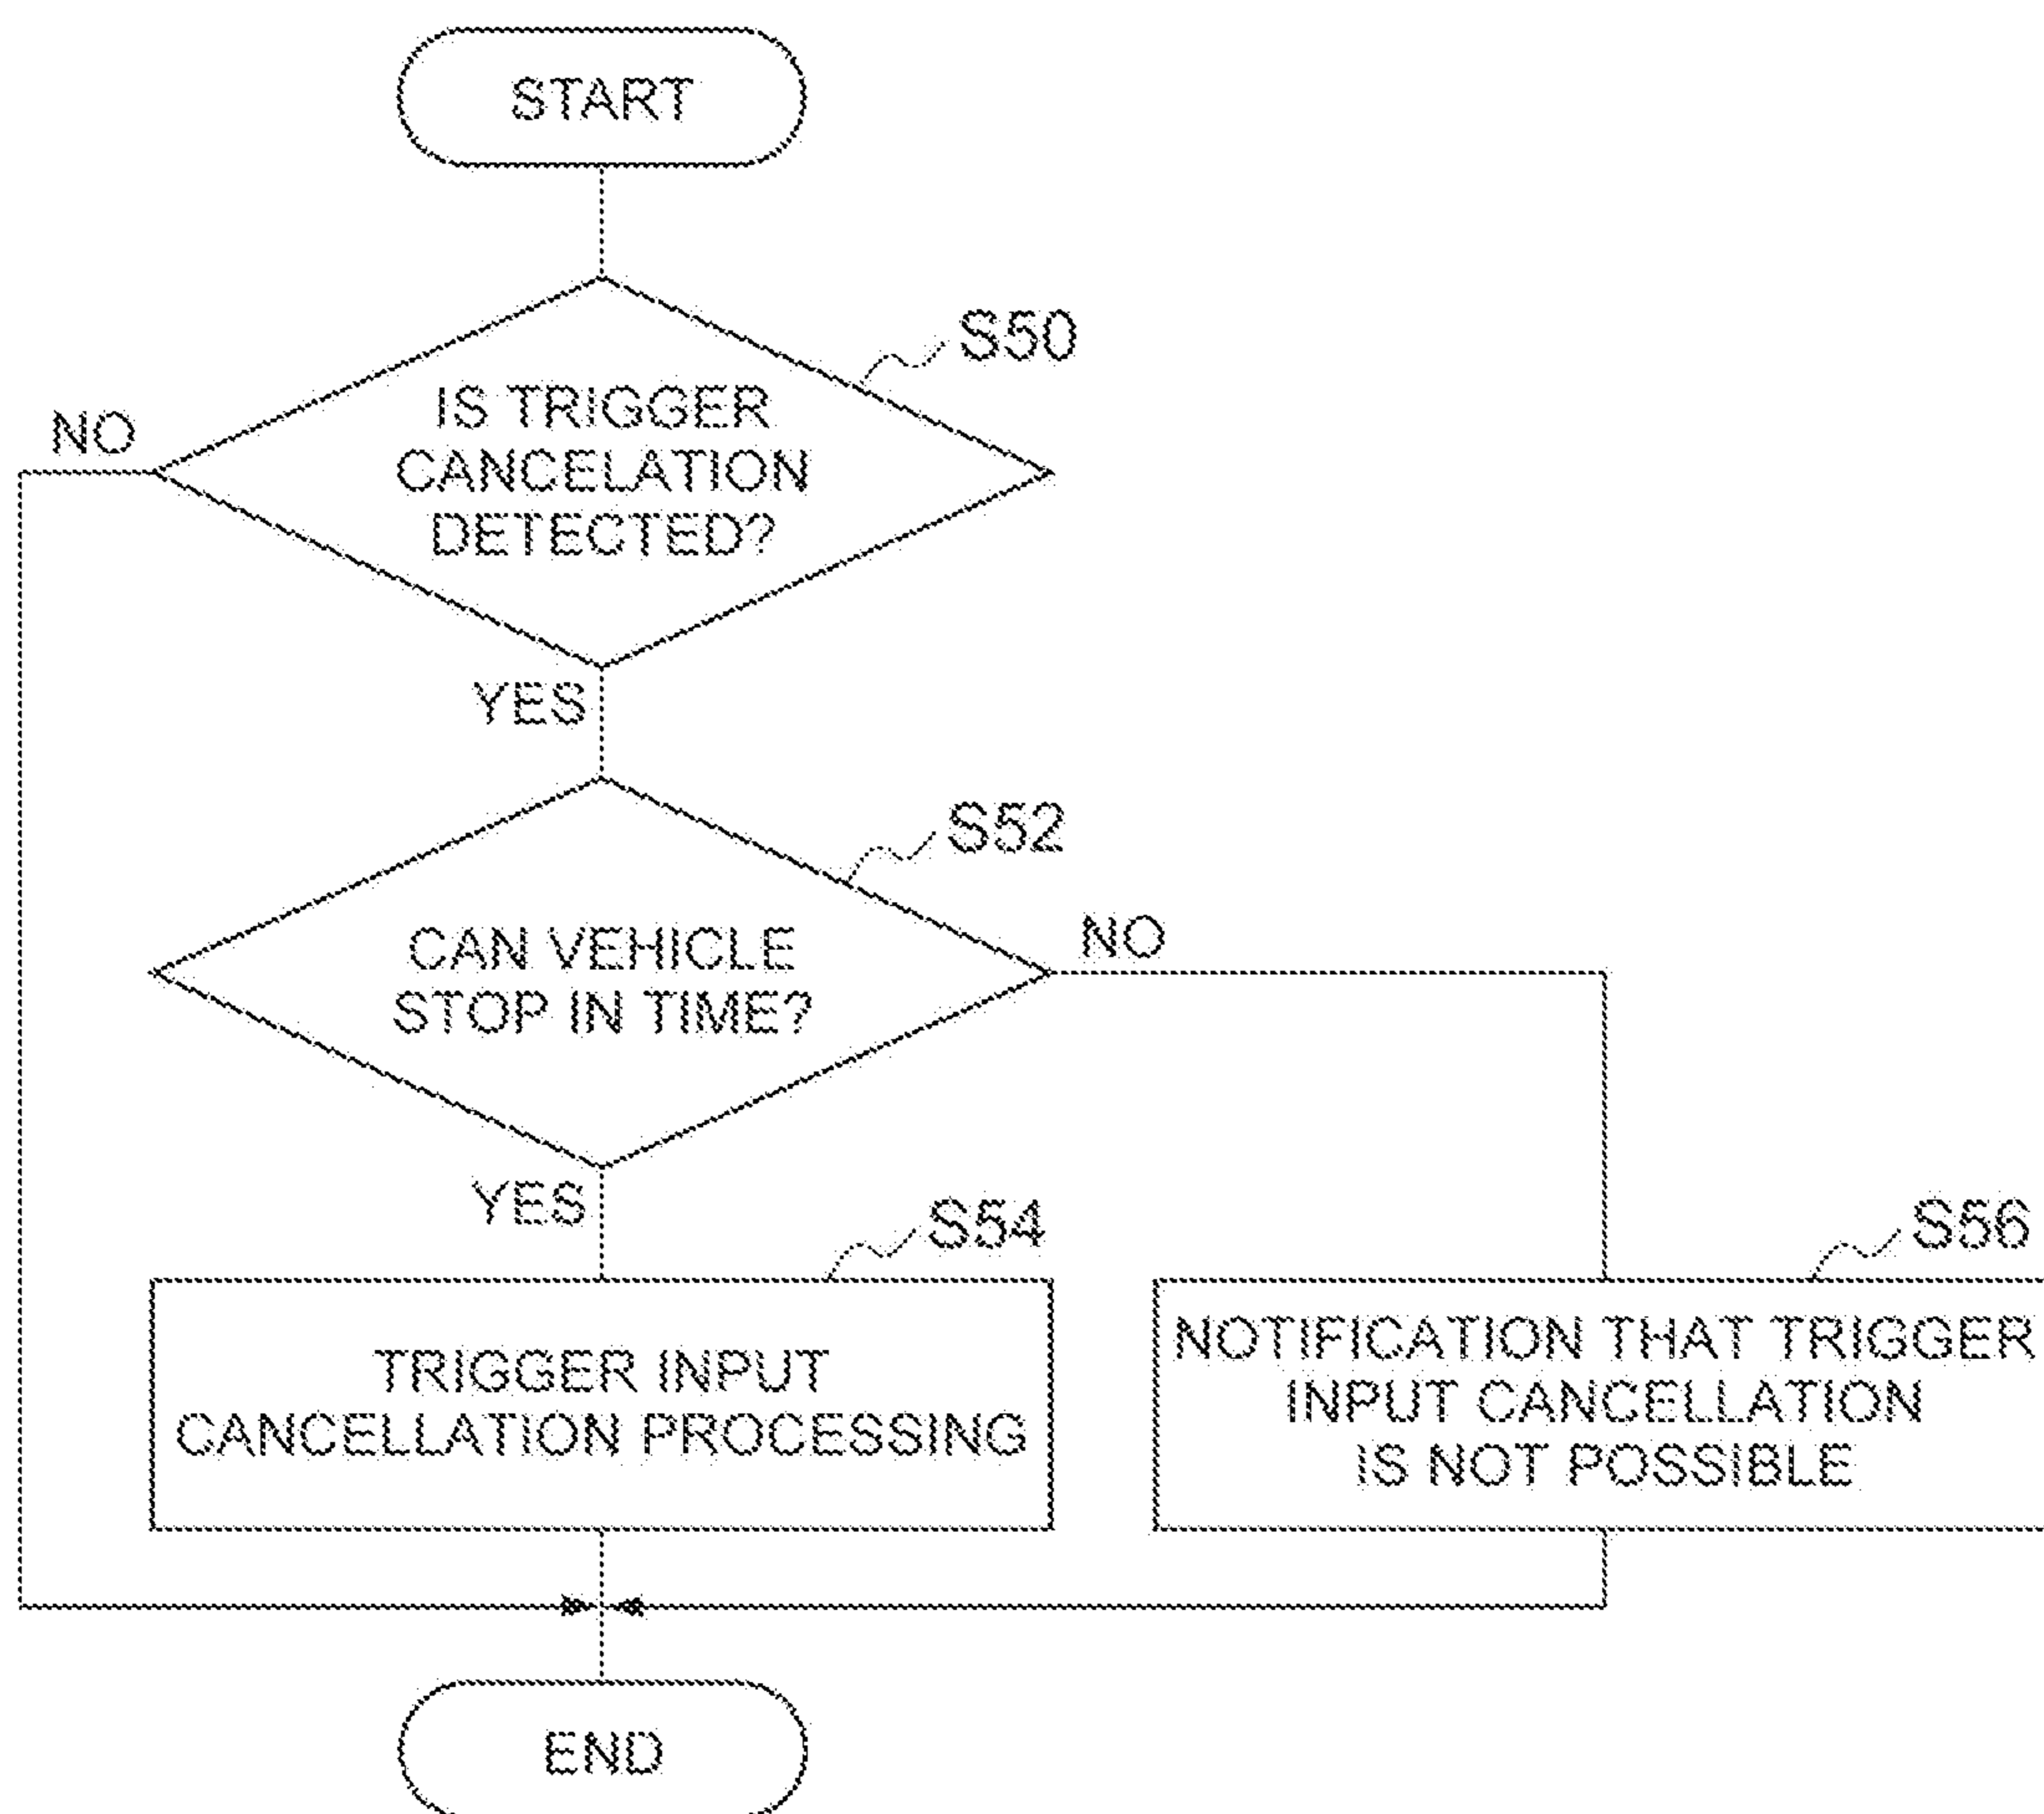 START
S50
IS TRIGGER
CANCELATION
DETECTED?
NO
YES
S52
CAN VEHICLE
STOP IN TIME?
NO
YES
S54
TRIGGER INPUT
CANCELLATION PROCESSING
S56
NOTIFICATION THAT TRIGGER
INPUT CANCELLATION
IS NOT POSSIBLE
END